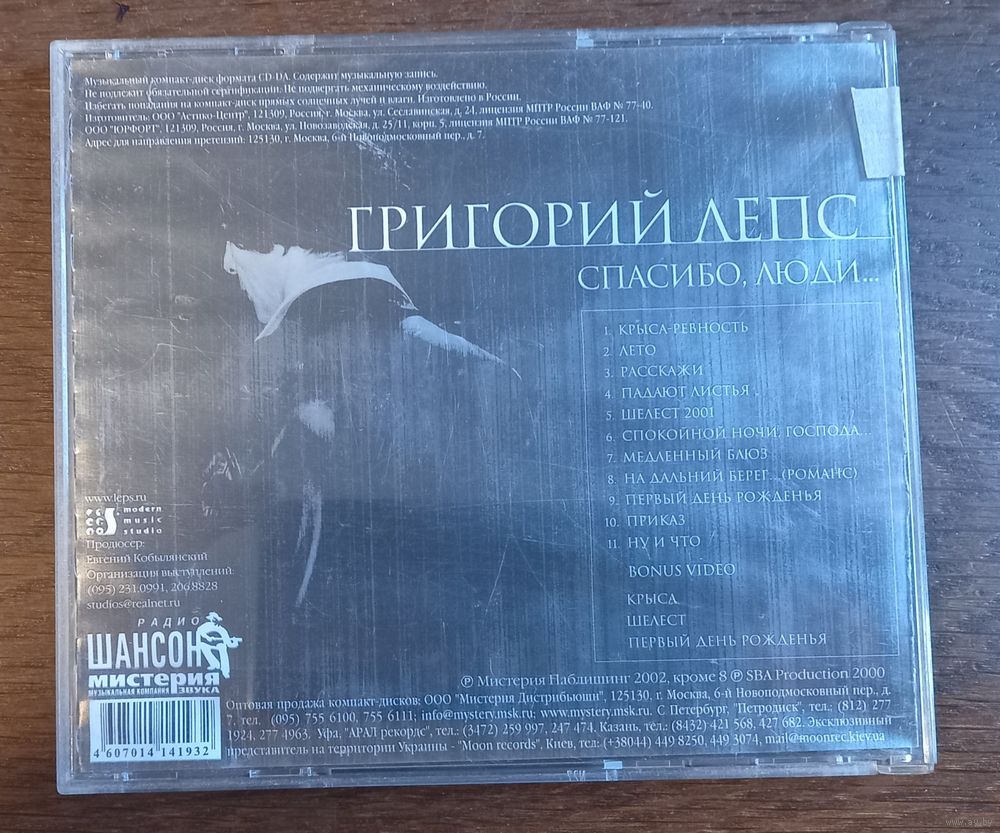 Музыкальный компакт-диск формата CD-DA. Содержит музыкальную запись.
Не подлежит обязательной сертификации. Не подвергать механическому воздействию.
Избегать попадания на компакт-диск прямых солнечных лучей и влаги. Изготовлено в России.
Изготовитель: ООО "Астико-Центр", 121309, Россия, г. Москва, ул. Сеславинская, д. 24, лицензия МПТР России ВАФ № 77-40.
ООО "ЮРФОРТ", 121309, Россия, г. Москва, ул. Новозаводская, д. 25/11, корп. 5, лицензия МПТР России ВАФ № 77-121.
Адрес для направления претензий: 125130, г. Москва, 6-й Новоподмосковный пер., д. 7.
ГРИГОРИЙ ЛЕПС
СПАСИБО, ЛЮДИ...
1. КРЫСА-РЕВНОСТЬ
2. ЛЕТО
3. РАССКАЖИ
4. ПАДАЮТ ЛИСТЬЯ
5. ШЕЛЕСТ 2001
6. СПОКОЙНОЙ НОЧИ, ГОСПОДА...
7. МЕДЛЕННЫЙ БЛЮЗ
8. НА ДАЛЬНИЙ БЕРЕГ... (РОМАНС)
9. ПЕРВЫЙ ДЕНЬ РОЖДЕНЬЯ
10. ПРИКАЗ
11. НУ И ЧТО
BONUS VIDEO
КРЫСА
ШЕЛЕСТ
ПЕРВЫЙ ДЕНЬ РОЖДЕНЬЯ
www.leps.ru
modern
music
studio
Продюсер:
Евгений Кобылянский
Организация выступлений:
(095) 231.0991, 206.8828
studios@realnet.ru
РАДИО
ШАНСОН
МИСТЕРИЯ
МУЗЫКАЛЬНАЯ КОМПАНИЯ ЗВУКА
4 607014 141932
℗ Мистерия Паблишинг 2002, кроме 8 ℗ SBA Production 2000
Оптовая продажа компакт-дисков: ООО "Мистерия Дистрибьюшн", 125130, г. Москва, 6-й Новоподмосковный пер., д.
7. тел. (095) 755 6100, 755 6111; info@mystery.msk.ru; www.mystery.msk.ru. С. Петербург, "Петродиск", тел.: (812) 277
1924, 277 4963. Уфа, "АРАЛ рекордс", тел.: (3472) 259 997, 247 474. Казань, тел.: (8432) 421 568, 427 682. Эксклюзивный
представитель на территории Украины - "Moon records", Киев, тел: (+38044) 449 8250, 449 3074, mail@moonrec.kiev.ua
www.ay.by